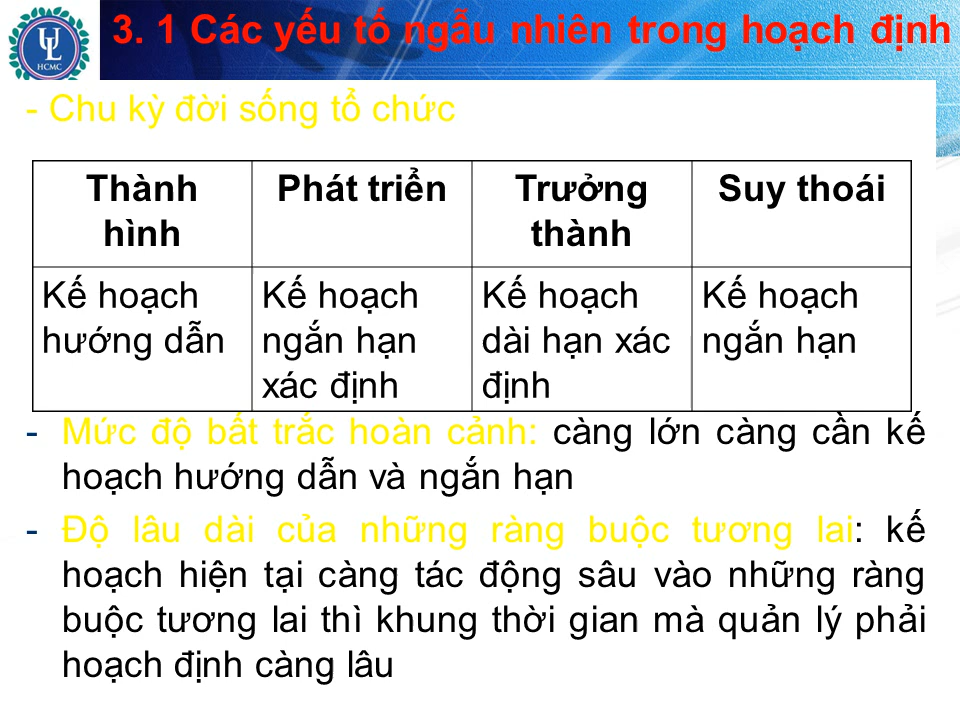 3. 1 Các yếu tố ngẫu nhiên trong hoạch định
UL
HCMC
- Chu kỳ đời sống tổ chức
Thành hình
Phát triển
Trưởng thành
Suy thoái
Kế hoạch hướng dẫn
Kế hoạch ngắn hạn xác định
Kế hoạch dài hạn xác định
Kế hoạch ngắn hạn
- Mức độ bất trắc hoàn cảnh: càng lớn càng cần kế
hoạch hướng dẫn và ngắn hạn
- Độ lâu dài của những ràng buộc tương lai: kế
hoạch hiện tại càng tác động sâu vào những ràng
buộc tương lai thì khung thời gian mà quản lý phải
hoạch định càng lâu